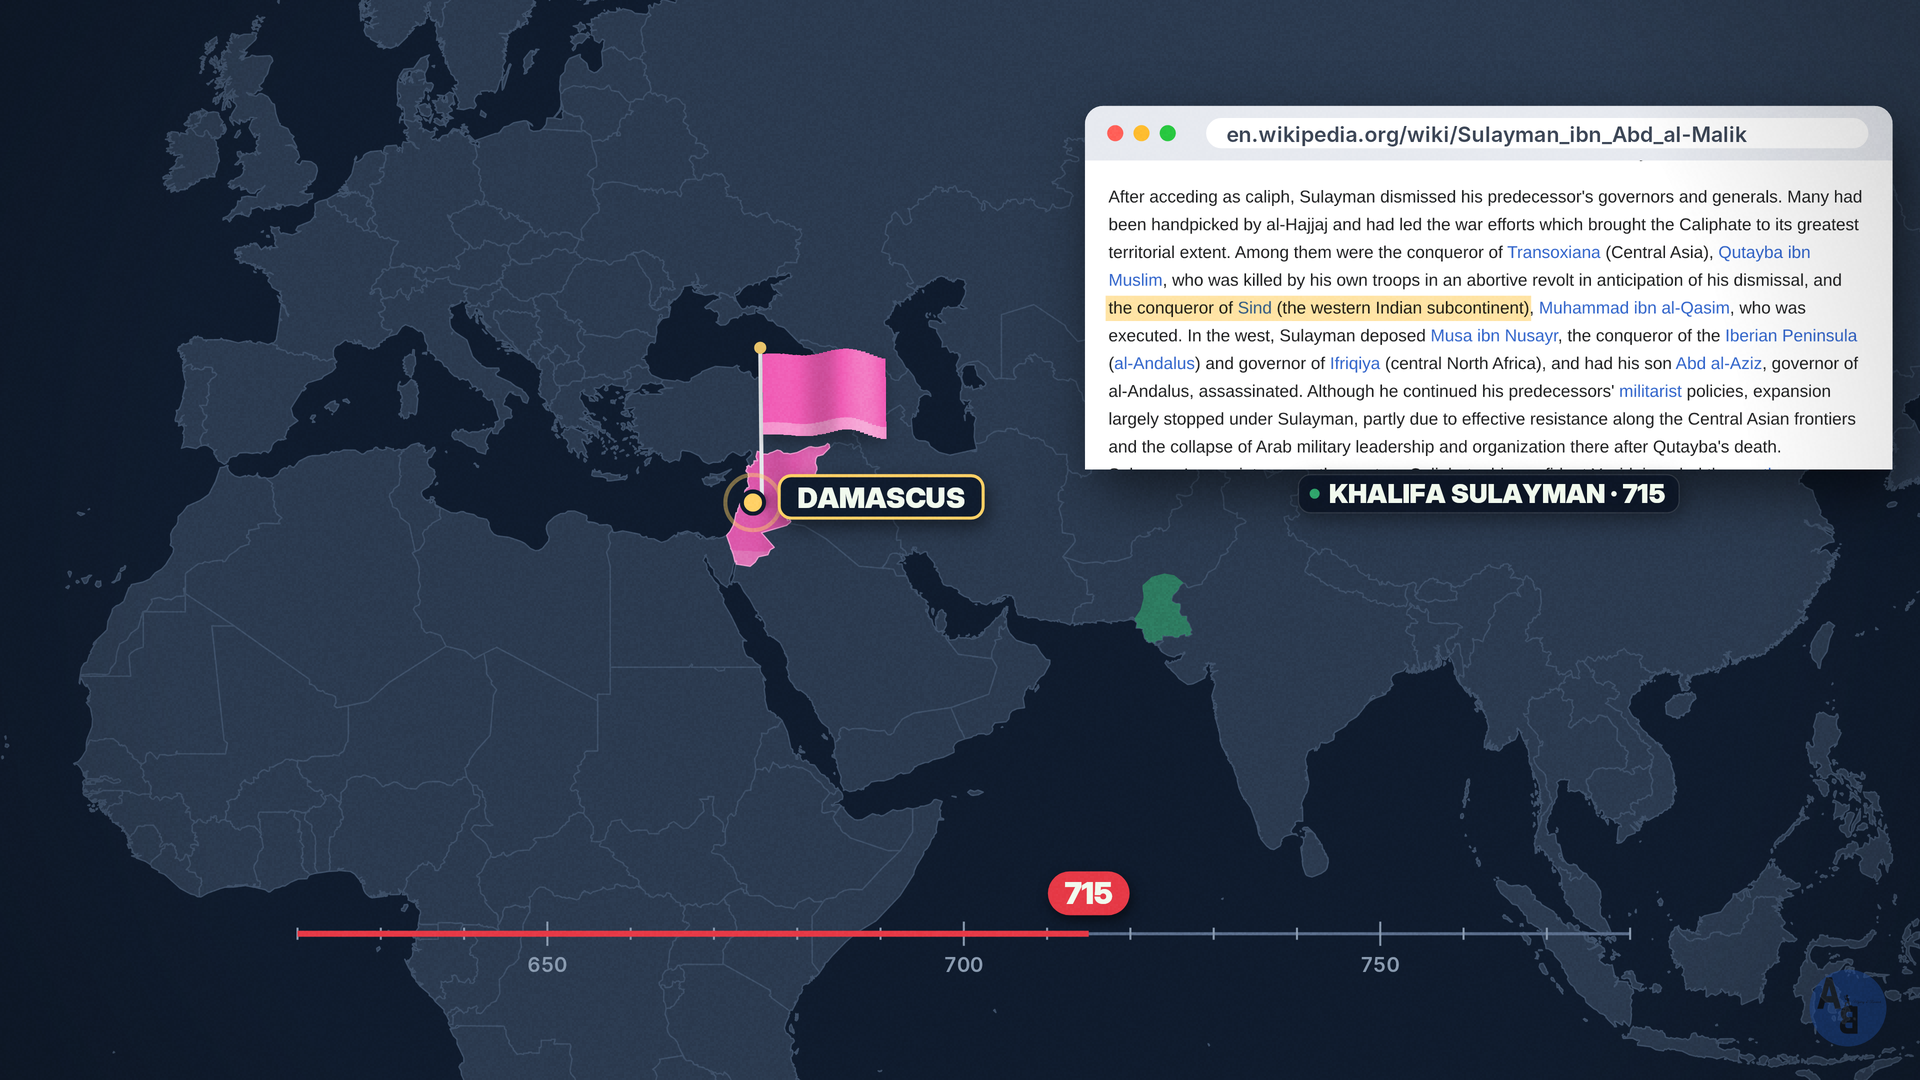 en.wikipedia.org/wiki/Sulayman_ibn_Abd_al-Malik
After acceding as caliph, Sulayman dismissed his predecessor's governors and generals. Many had
been handpicked by al-Hajjaj and had led the war efforts which brought the Caliphate to its greatest
territorial extent. Among them were the conqueror of Transoxiana (Central Asia), Qutayba ibn
Muslim, who was killed by his own troops in an abortive revolt in anticipation of his dismissal, and
the conqueror of Sind (the western Indian subcontinent), Muhammad ibn al-Qasim, who was
executed. In the west, Sulayman deposed Musa ibn Nusayr, the conqueror of the Iberian Peninsula
(al-Andalus) and governor of Ifriqiya (central North Africa), and had his son Abd al-Aziz, governor of
al-Andalus, assassinated. Although he continued his predecessors' militarist policies, expansion
largely stopped under Sulayman, partly due to effective resistance along the Central Asian frontiers
and the collapse of Arab military leadership and organization there after Qutayba's death.
KHALIFA SULAYMAN · 715
DAMASCUS
715
650
700
750
A
B